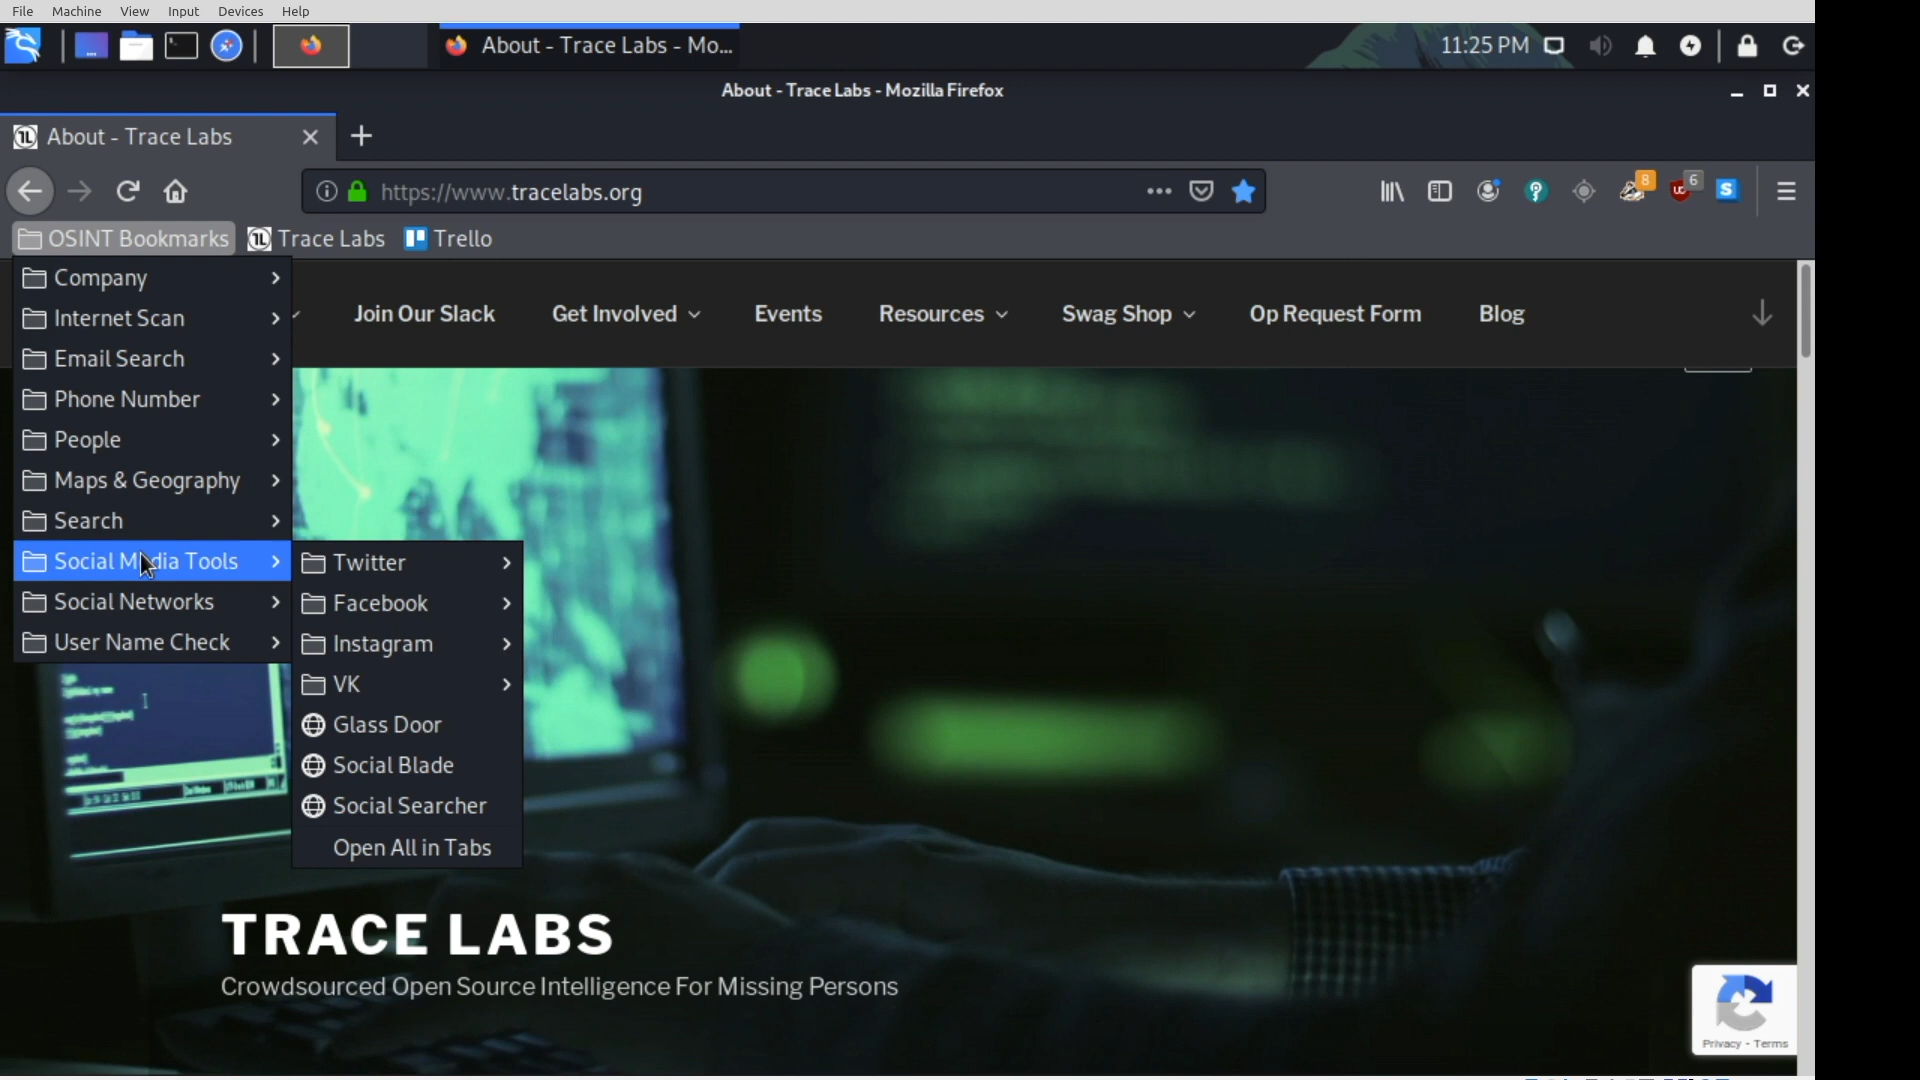 File Machine View Input Devices Help
About - Trace Labs - Mo... 11:25 PM
About - Trace Labs - Mozilla Firefox
About - Trace Labs
https://www.tracelabs.org 8 6 S
OSINT Bookmarks Trace Labs Trello
Company
Internet Scan
Email Search
Phone Number
People
Maps & Geography
Search
Social Media Tools
Social Networks
User Name Check
Join Our Slack Get Involved Events Resources Swag Shop Op Request Form Blog
Twitter
Facebook
Instagram
VK
Glass Door
Social Blade
Social Searcher
Open All in Tabs
TRACE LABS
Crowdsourced Open Source Intelligence For Missing Persons
Privacy - Terms